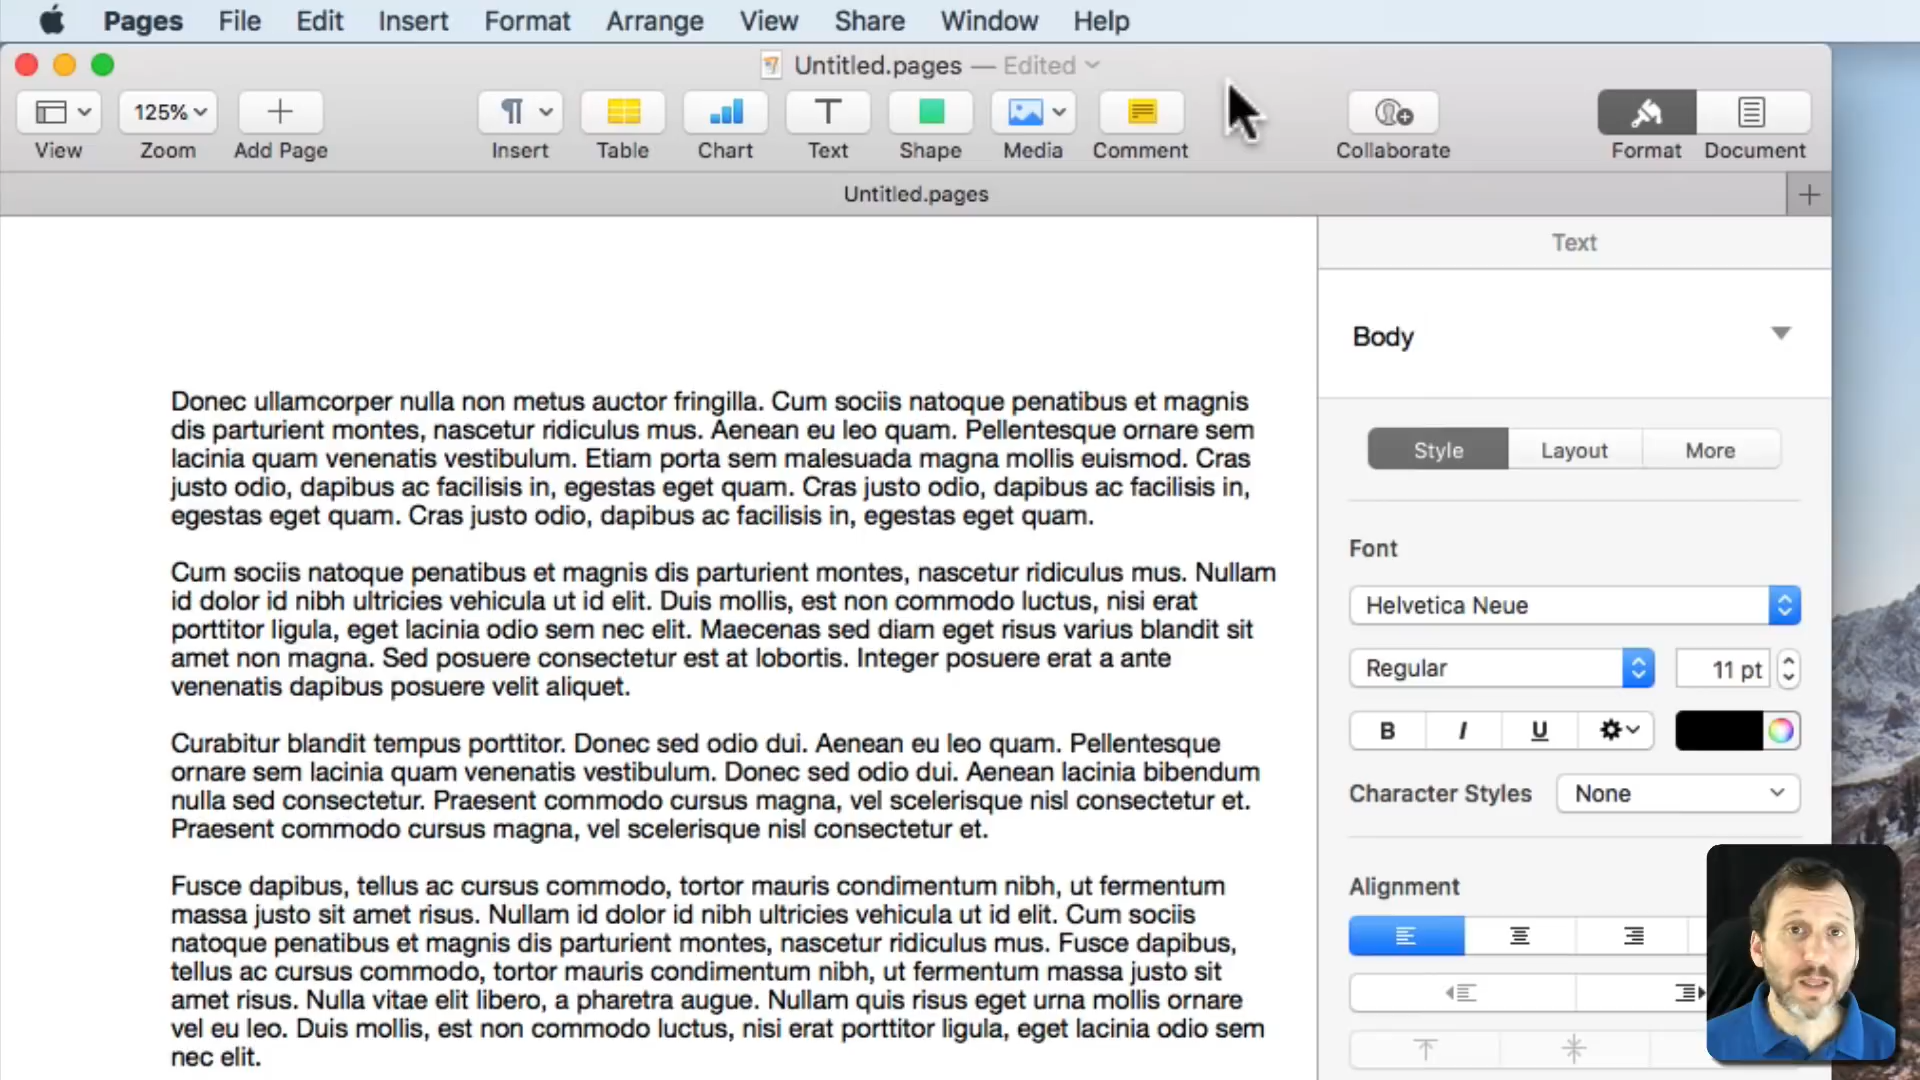 Pages File Edit Insert Format Arrange View Share Window Help
Untitled.pages — Edited
125%
View Zoom Add Page Insert Table Chart Text Shape Media Comment Collaborate Format Document
Untitled.pages
Text
Body
Style Layout More
Font
Helvetica Neue
Regular 11 pt
B I U
Character Styles None
Alignment
Donec ullamcorper nulla non metus auctor fringilla. Cum sociis natoque penatibus et magnis
dis parturient montes, nascetur ridiculus mus. Aenean eu leo quam. Pellentesque ornare sem
lacinia quam venenatis vestibulum. Etiam porta sem malesuada magna mollis euismod. Cras
justo odio, dapibus ac facilisis in, egestas eget quam. Cras justo odio, dapibus ac facilisis in,
egestas eget quam. Cras justo odio, dapibus ac facilisis in, egestas eget quam.
Cum sociis natoque penatibus et magnis dis parturient montes, nascetur ridiculus mus. Nullam
id dolor id nibh ultricies vehicula ut id elit. Duis mollis, est non commodo luctus, nisi erat
porttitor ligula, eget lacinia odio sem nec elit. Maecenas sed diam eget risus varius blandit sit
amet non magna. Sed posuere consectetur est at lobortis. Integer posuere erat a ante
venenatis dapibus posuere velit aliquet.
Curabitur blandit tempus porttitor. Donec sed odio dui. Aenean eu leo quam. Pellentesque
ornare sem lacinia quam venenatis vestibulum. Donec sed odio dui. Aenean lacinia bibendum
nulla sed consectetur. Praesent commodo cursus magna, vel scelerisque nisl consectetur et.
Praesent commodo cursus magna, vel scelerisque nisl consectetur et.
Fusce dapibus, tellus ac cursus commodo, tortor mauris condimentum nibh, ut fermentum
massa justo sit amet risus. Nullam id dolor id nibh ultricies vehicula ut id elit. Cum sociis
natoque penatibus et magnis dis parturient montes, nascetur ridiculus mus. Fusce dapibus,
tellus ac cursus commodo, tortor mauris condimentum nibh, ut fermentum massa justo sit
amet risus. Nulla vitae elit libero, a pharetra augue. Nullam quis risus eget urna mollis ornare
vel eu leo. Duis mollis, est non commodo luctus, nisi erat porttitor ligula, eget lacinia odio sem
nec elit.